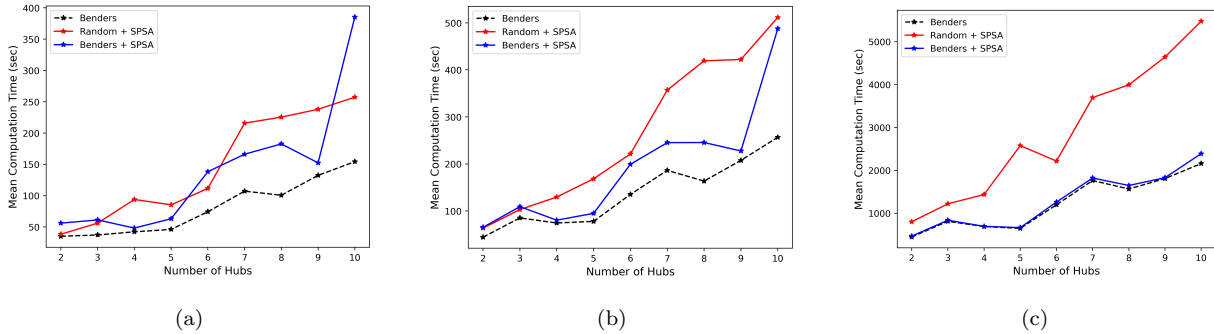 Benders
Random + SPSA
Benders + SPSA
400
350
300
250
200
150
100
50
Mean Computation Time (sec)
2 3 4 5 6 7 8 9 10
Number of Hubs
(a)
Benders
Random + SPSA
Benders + SPSA
500
400
300
200
100
Mean Computation Time (sec)
2 3 4 5 6 7 8 9 10
Number of Hubs
(b)
Benders
Random + SPSA
Benders + SPSA
5000
4000
3000
2000
1000
Mean Computation Time (sec)
2 3 4 5 6 7 8 9 10
Number of Hubs
(c)